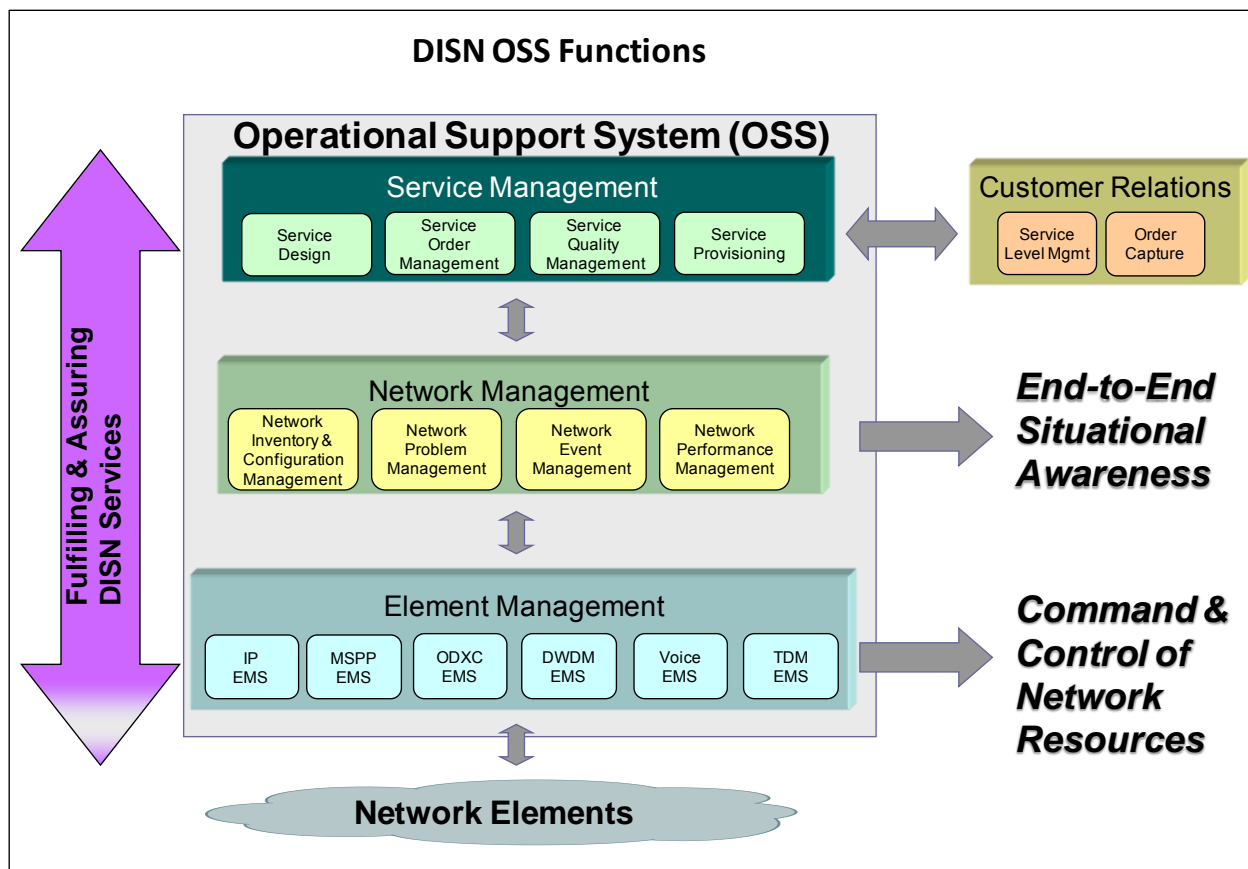 DISN OSS Functions
Operational Support System (OSS)
Service Management
Service
Design
Service
Order
Management
Service
Quality
Management
Service
Provisioning
Customer Relations
Service
Level Mgmt
Order
Capture
Fulfilling & Assuring
DISN Services
Network Management
Network
Inventory &
Configuration
Management
Network
Problem
Management
Network
Event
Management
Network
Performance
Management
End-to-End
Situational
Awareness
Element Management
IP
EMS
MSPP
EMS
ODXC
EMS
DWDM
EMS
Voice
EMS
TDM
EMS
Command &
Control of
Network
Resources
Network Elements